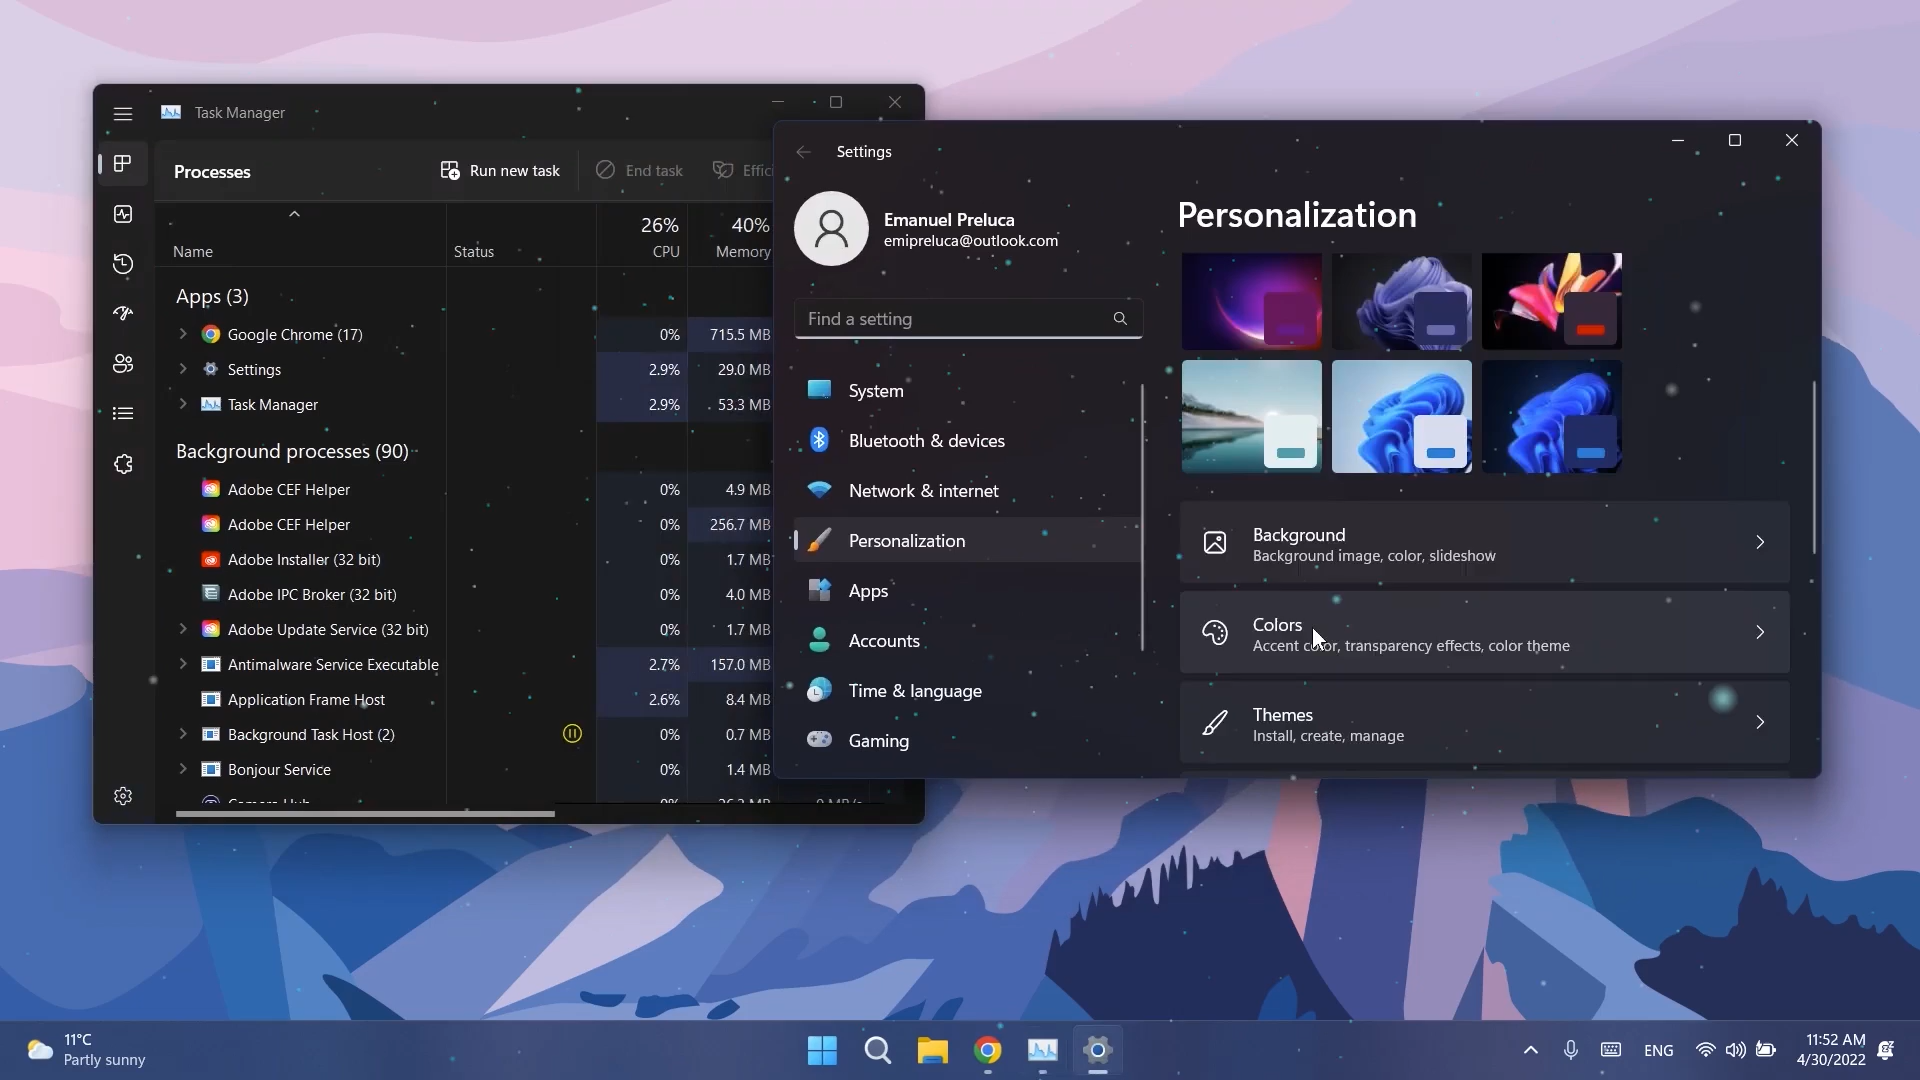 Task Manager
Processes
Run new task
End task
Effici
Name
Status
26%
CPU
40%
Memory
Apps (3)
Google Chrome (17)
0%
715.5 MB
Settings
2.9%
29.0 MB
Task Manager
2.9%
53.3 MB
Background processes (90)
Adobe CEF Helper
0%
4.9 MB
Adobe CEF Helper
0%
256.7 MB
Adobe Installer (32 bit)
0%
1.7 MB
Adobe IPC Broker (32 bit)
0%
4.0 MB
Adobe Update Service (32 bit)
0%
1.7 MB
Antimalware Service Executable
2.7%
157.0 MB
Application Frame Host
2.6%
8.4 MB
Background Task Host (2)
0%
0.7 MB
Bonjour Service
0%
1.4 MB
Settings
Emanuel Preluca
emipreluca@outlook.com
Find a setting
System
Bluetooth & devices
Network & internet
Personalization
Apps
Accounts
Time & language
Gaming
Personalization
Background
Background image, color, slideshow
Colors
Accent color, transparency effects, color theme
Themes
Install, create, manage
11°C
Partly sunny
ENG
11:52 AM
4/30/2022